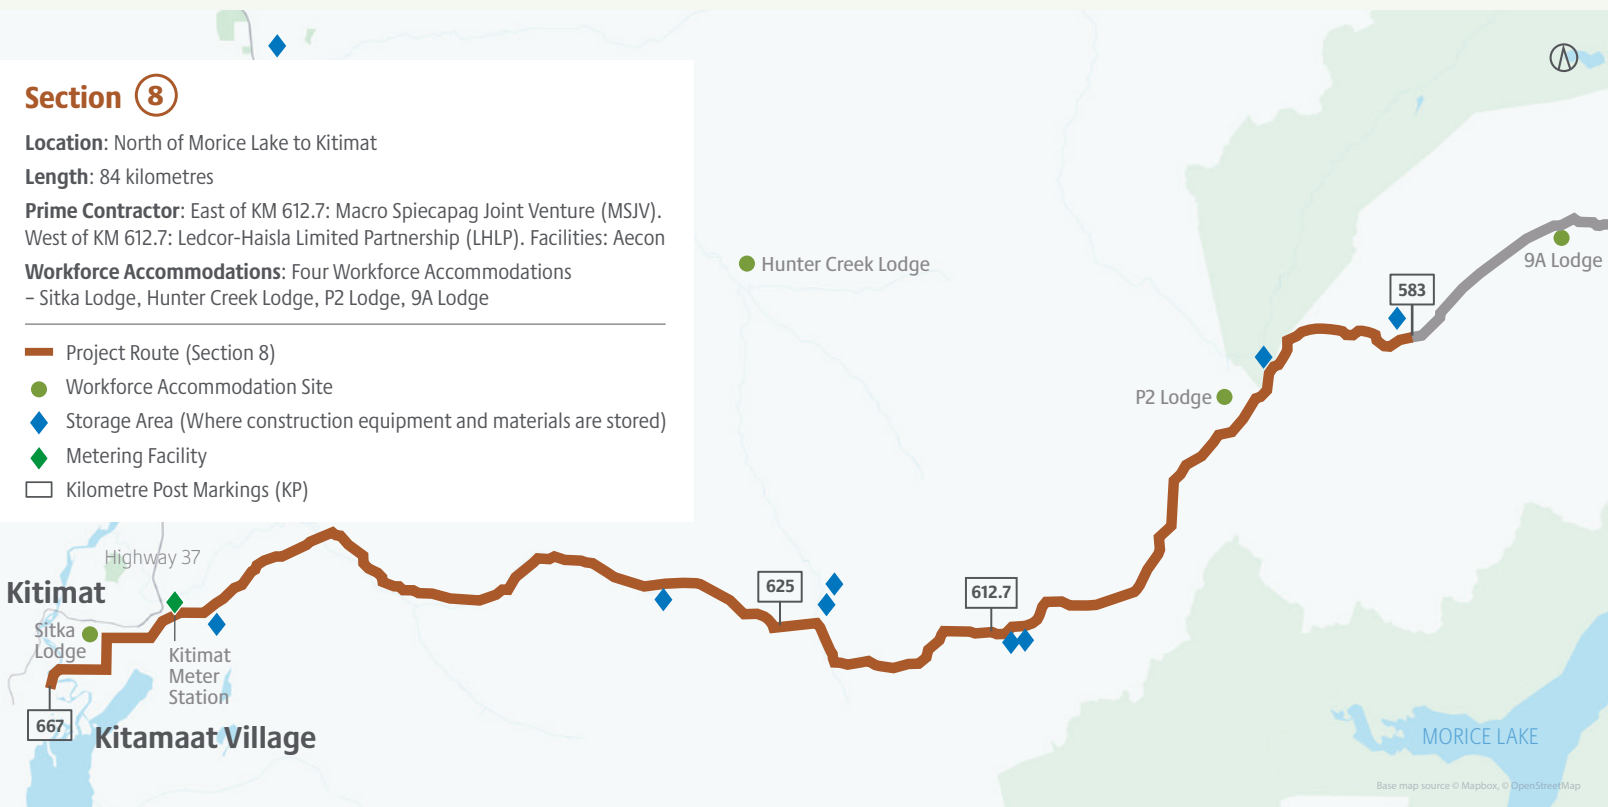 Section 8
Location: North of Morice Lake to Kitimat
Length: 84 kilometres
Prime Contractor: East of KM 612.7: Macro Spiecapag Joint Venture (MSJV).
West of KM 612.7: Ledcor-Haisla Limited Partnership (LHLP). Facilities: Aecon
Workforce Accommodations: Four Workforce Accommodations
– Sitka Lodge, Hunter Creek Lodge, P2 Lodge, 9A Lodge
Project Route (Section 8)
Workforce Accommodation Site
Storage Area (Where construction equipment and materials are stored)
Metering Facility
Kilometre Post Markings (KP)
Hunter Creek Lodge
9A Lodge
583
P2 Lodge
Highway 37
Kitimat
625
612.7
Sitka
Lodge
Kitimat
Meter
Station
667
Kitamaat Village
MORICE LAKE
Base map source © Mapbox, © OpenStreetMap